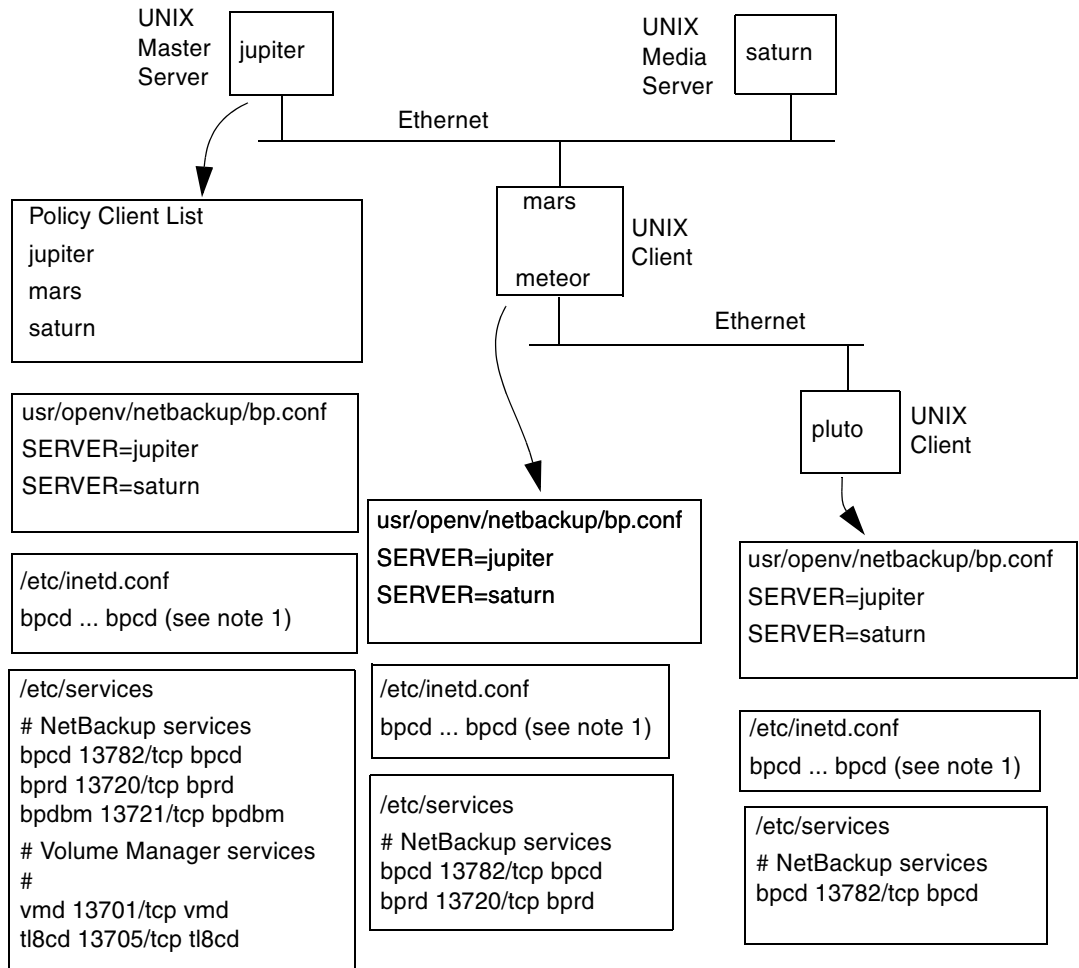 UNIX
Master
Server
jupiter
UNIX
Media
Server
saturn
Ethernet
Policy Client List
jupiter
mars
saturn
mars
meteor
UNIX
Client
Ethernet
pluto
UNIX
Client
usr/openv/netbackup/bp.conf
SERVER=jupiter
SERVER=saturn
/etc/inetd.conf
bpcd ... bpcd (see note 1)
/etc/services
# NetBackup services
bpcd 13782/tcp bpcd
bprd 13720/tcp bprd
bpdbm 13721/tcp bpdbm
# Volume Manager services
#
vmd 13701/tcp vmd
tl8cd 13705/tcp tl8cd
usr/openv/netbackup/bp.conf
SERVER=jupiter
SERVER=saturn
/etc/inetd.conf
bpcd ... bpcd (see note 1)
/etc/services
# NetBackup services
bpcd 13782/tcp bpcd
bprd 13720/tcp bprd
usr/openv/netbackup/bp.conf
SERVER=jupiter
SERVER=saturn
/etc/inetd.conf
bpcd ... bpcd (see note 1)
/etc/services
# NetBackup services
bpcd 13782/tcp bpcd